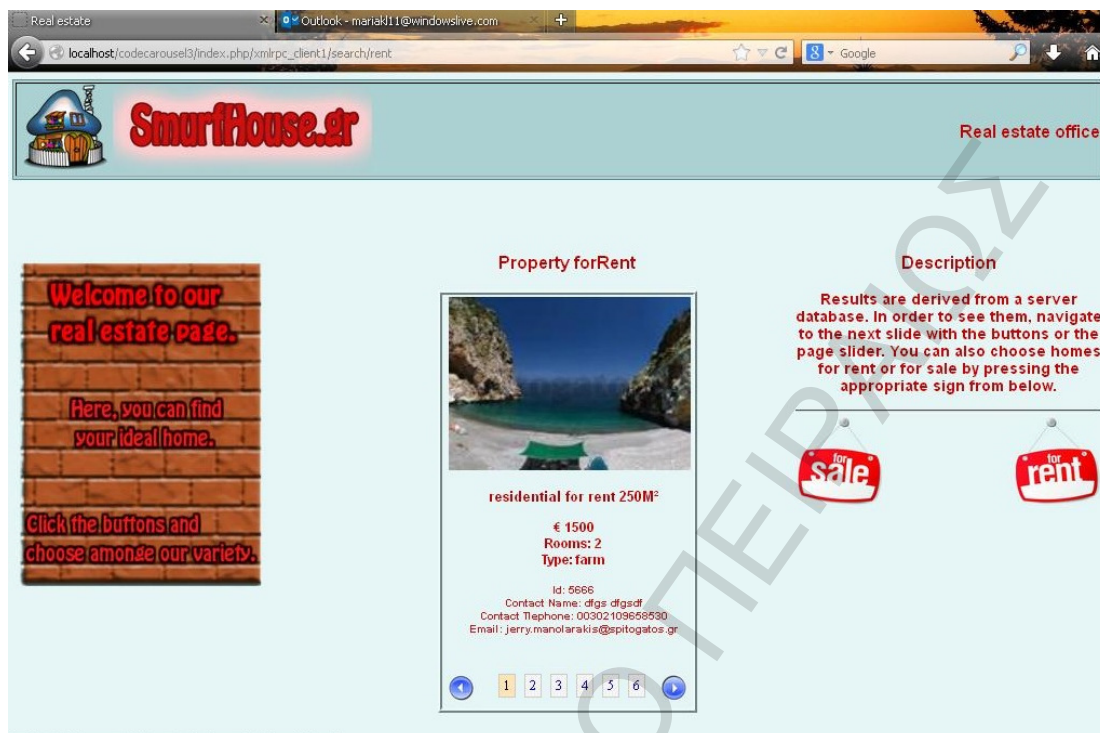 Real estate
Outlook - mariakl11@windowslive.com
localhost/codecarousel3/index.php/xmlrpc_client1/search/rent
Google
SmurfHouse.gr
Real estate office
Welcome to our
real estate page.
Here, you can find
your ideal home.
Click the buttons and
choose amonge our variety.
Property forRent
residential for rent 250M²
€ 1500
Rooms: 2
Type: farm
Id: 5666
Contact Name: dfgs dfgsdf
Contact Tlephone: 00302109658530
Email: jerry.manolarakis@spitogatos.gr
1 2 3 4 5 6
Description
Results are derived from a server
database. In order to see them, navigate
to the next slide with the buttons or the
page slider. You can also choose homes
for rent or for sale by pressing the
appropriate sign from below.
for
sale
for
rent
Ο ΠΕΙΡΑΙΩΣ